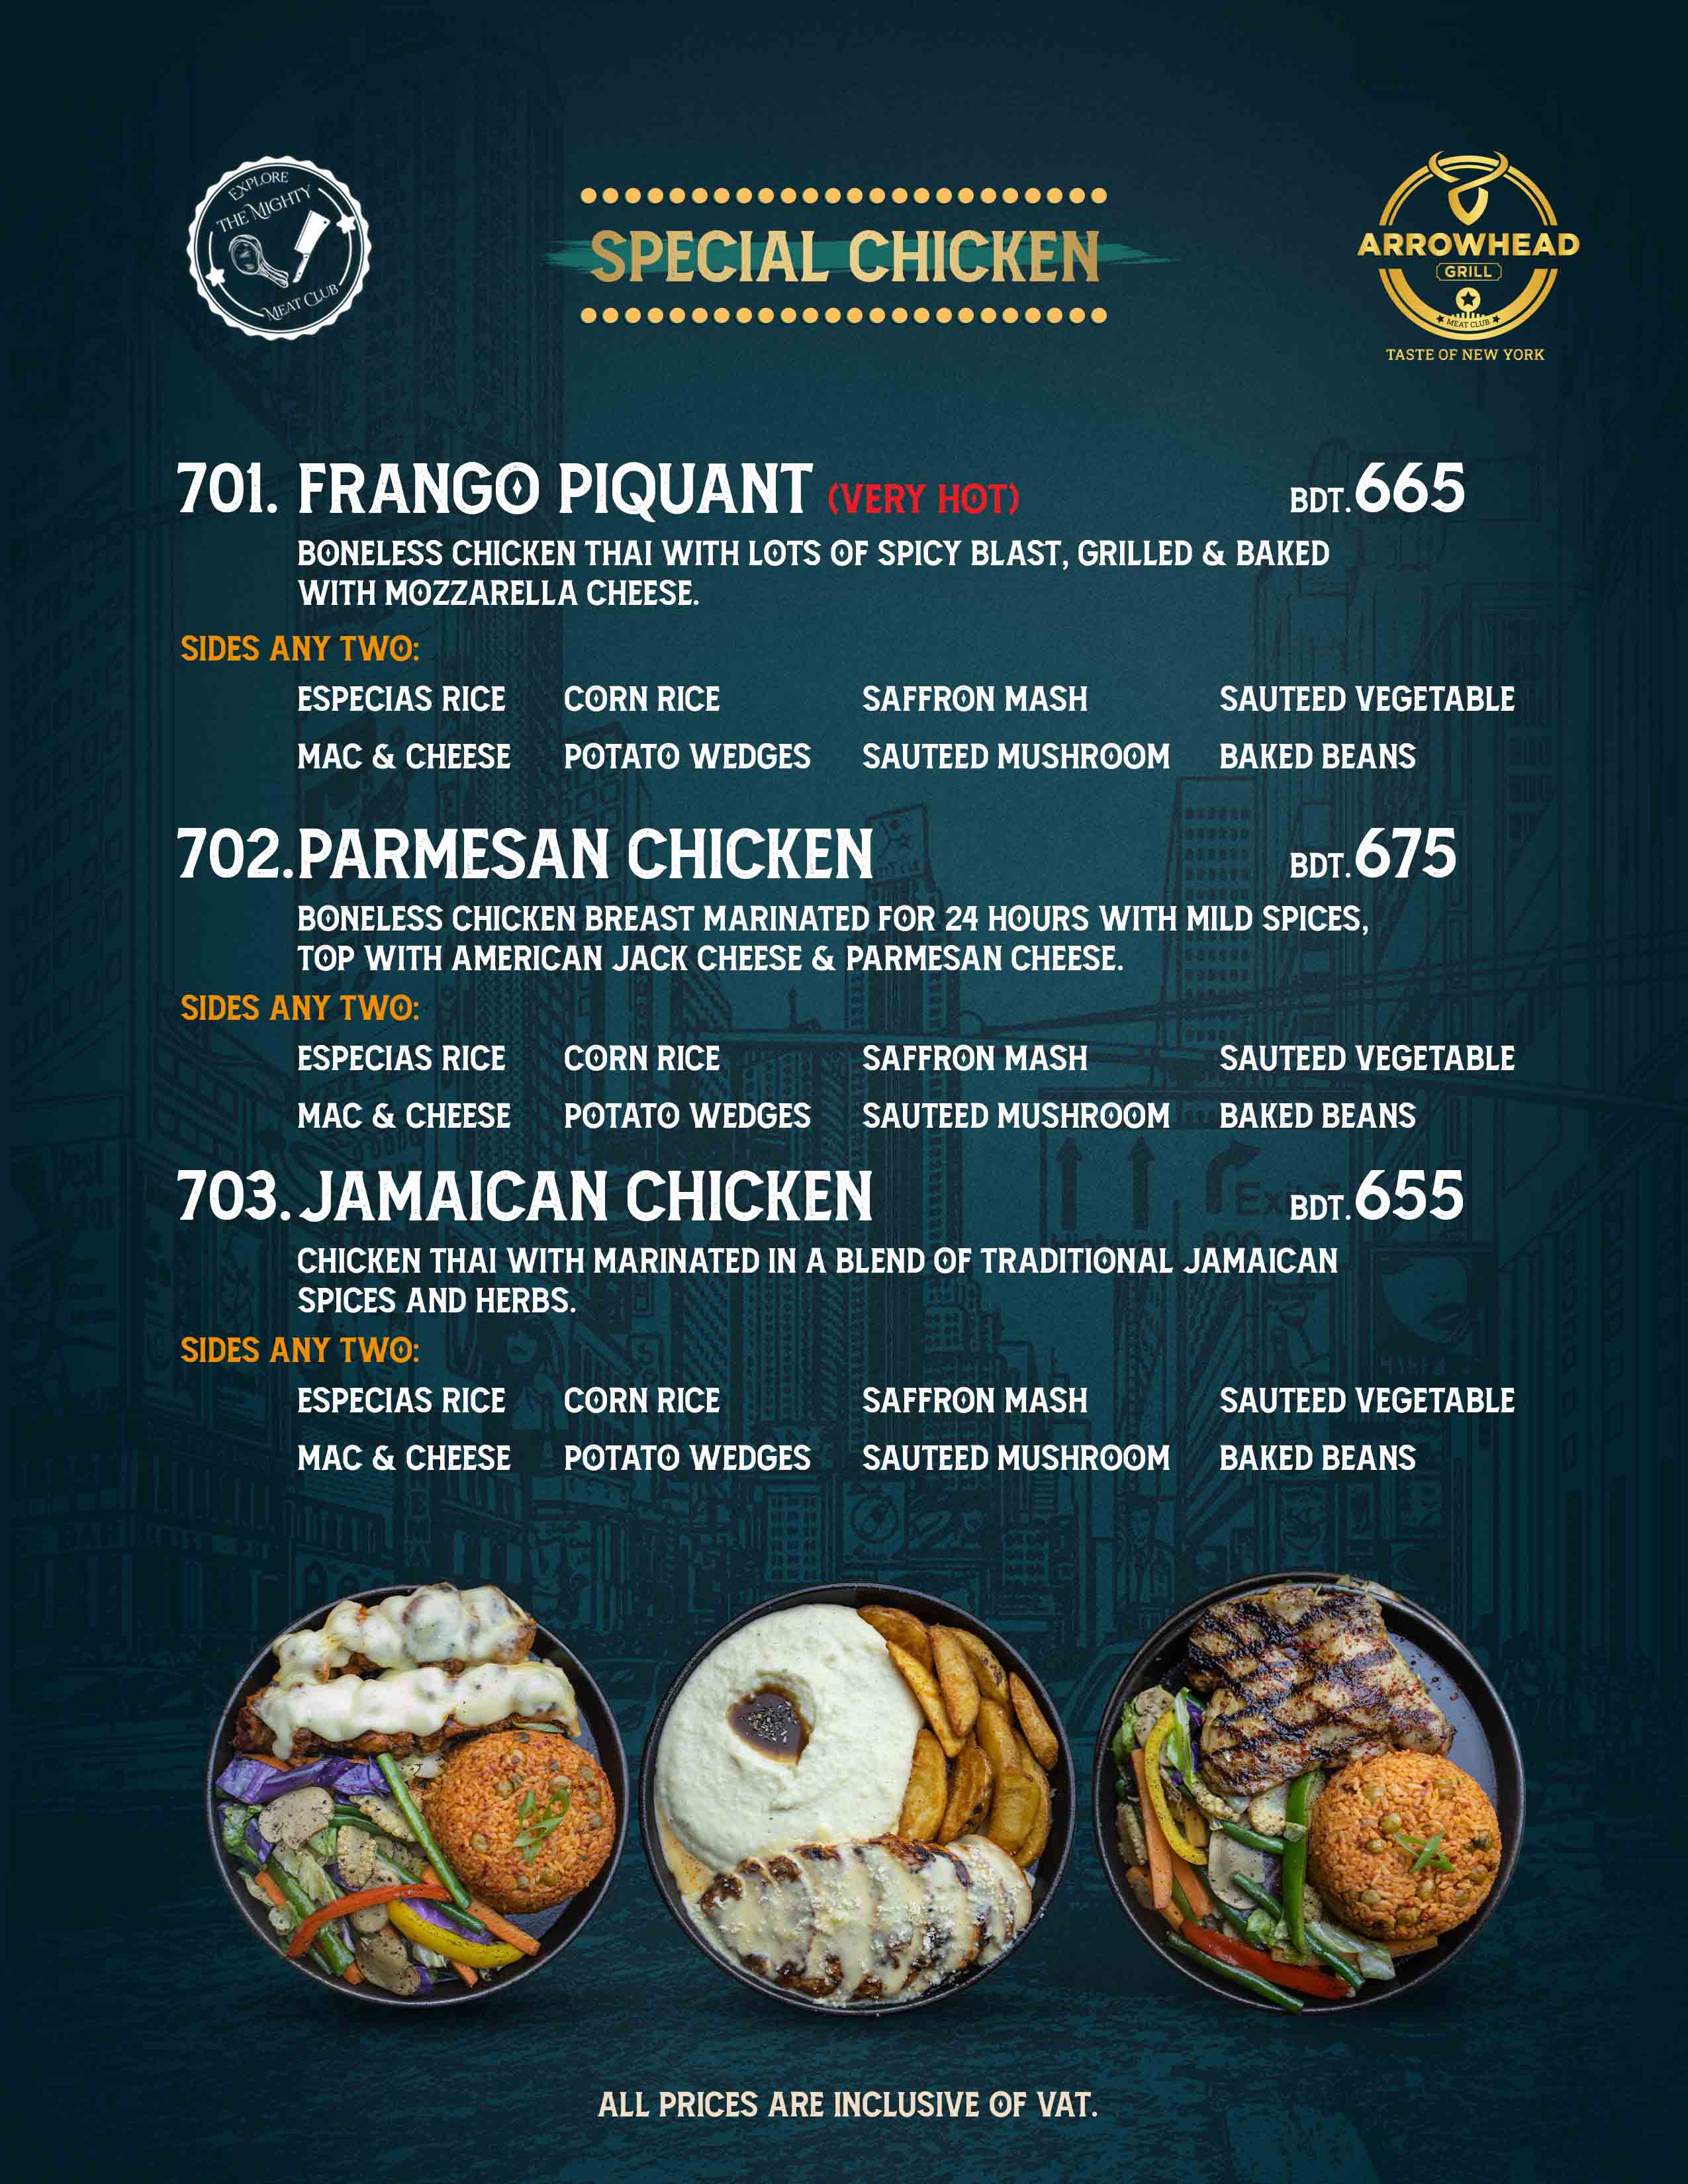 EXPLORE
THE MIGHTY
MEAT CLUB
SPECIAL CHICKEN
ARROWHEAD
GRILL
MEAT CLUB
TASTE OF NEW YORK
701. FRANGO PIQUANT (VERY HOT) BDT.665
BONELESS CHICKEN THAI WITH LOTS OF SPICY BLAST, GRILLED & BAKED
WITH MOZZARELLA CHEESE.
SIDES ANY TWO:
ESPECIAS RICE CORN RICE SAFFRON MASH SAUTEED VEGETABLE
MAC & CHEESE POTATO WEDGES SAUTEED MUSHROOM BAKED BEANS
702. PARMESAN CHICKEN BDT.675
BONELESS CHICKEN BREAST MARINATED FOR 24 HOURS WITH MILD SPICES,
TOP WITH AMERICAN JACK CHEESE & PARMESAN CHEESE.
SIDES ANY TWO:
ESPECIAS RICE CORN RICE SAFFRON MASH SAUTEED VEGETABLE
MAC & CHEESE POTATO WEDGES SAUTEED MUSHROOM BAKED BEANS
703. JAMAICAN CHICKEN BDT.655
CHICKEN THAI WITH MARINATED IN A BLEND OF TRADITIONAL JAMAICAN
SPICES AND HERBS.
SIDES ANY TWO:
ESPECIAS RICE CORN RICE SAFFRON MASH SAUTEED VEGETABLE
MAC & CHEESE POTATO WEDGES SAUTEED MUSHROOM BAKED BEANS
ALL PRICES ARE INCLUSIVE OF VAT.